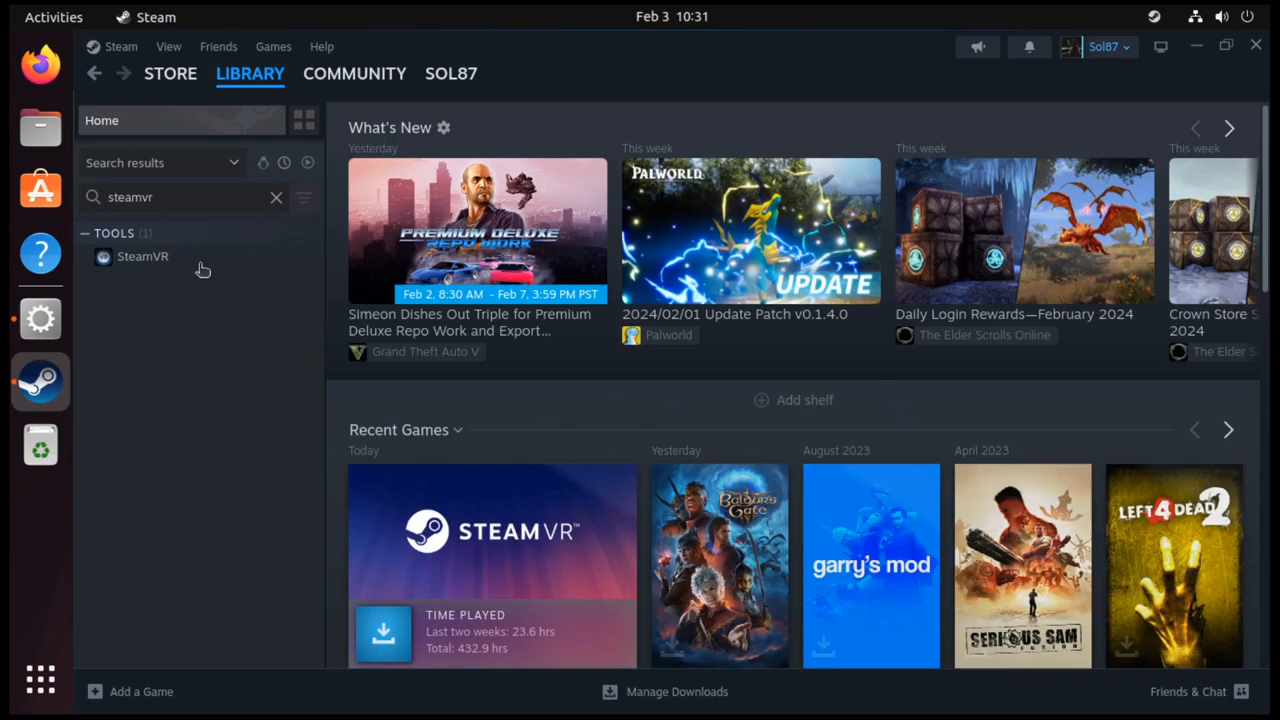 Activities
Steam
Feb 3 10:31
Steam
View
Friends
Games
Help
Sol87
STORE
LIBRARY
COMMUNITY
SOL87
Home
Search results
steamvr
TOOLS (1)
SteamVR
What's New
Yesterday
PREMIUM DELUXE
REPO WORK
Feb 2, 8:30 AM - Feb 7, 3:59 PM PST
Simeon Dishes Out Triple for Premium
Deluxe Repo Work and Export...
Grand Theft Auto V
This week
PALWORLD
UPDATE
2024/02/01 Update Patch v0.1.4.0
Palworld
This week
Daily Login Rewards—February 2024
The Elder Scrolls Online
This week
Crown Store S
2024
The Elder S
Add shelf
Recent Games
Today
STEAMVR™
TIME PLAYED
Last two weeks: 23.6 hrs
Total: 432.9 hrs
Yesterday
BALDUR'S
GATE
August 2023
garry's mod
April 2023
SERIOUS SAM
LEFT 4 DEAD 2
Add a Game
Manage Downloads
Friends & Chat